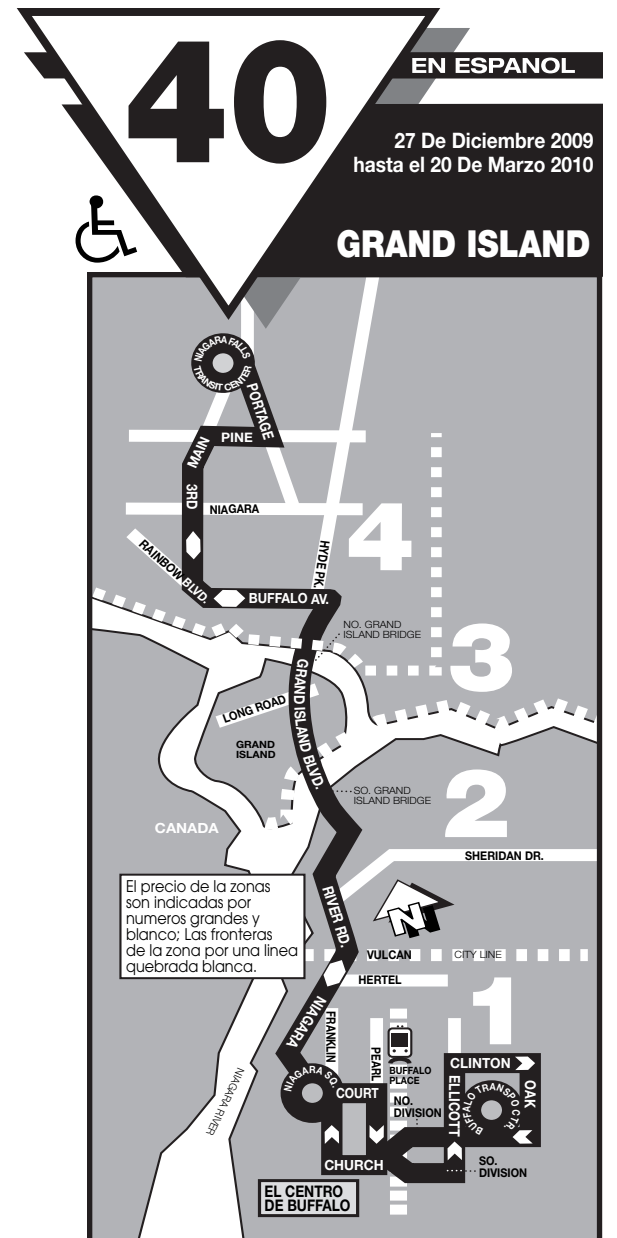 40
EN ESPANOL
27 De Diciembre 2009
hasta el 20 De Marzo 2010
GRAND ISLAND
NIAGARA FALLS
TRANSIT CENTER
PORTAGE
PINE
MAIN
3RD
NIAGARA
4
HYDE PK.
RAINBOW BLVD.
BUFFALO AV.
NO. GRAND
ISLAND BRIDGE
3
GRAND ISLAND BLVD.
LONG ROAD
GRAND
ISLAND
SO. GRAND
ISLAND BRIDGE
2
CANADA
SHERIDAN DR.
El precio de la zonas
son indicadas por
numeros grandes y
blanco; Las fronteras
de la zona por una linea
quebrada blanca.
N
RIVER RD.
VULCAN
CITY LINE
HERTEL
1
NIAGARA
FRANKLIN
PEARL
BUFFALO
PLACE
CLINTON
OAK
ELLICOTT
BUFFALO TRANSPO CTR.
NIAGARA SQ.
COURT
NO.
DIVISION
NIAGARA RIVER
CHURCH
SO.
DIVISION
EL CENTRO
DE BUFFALO